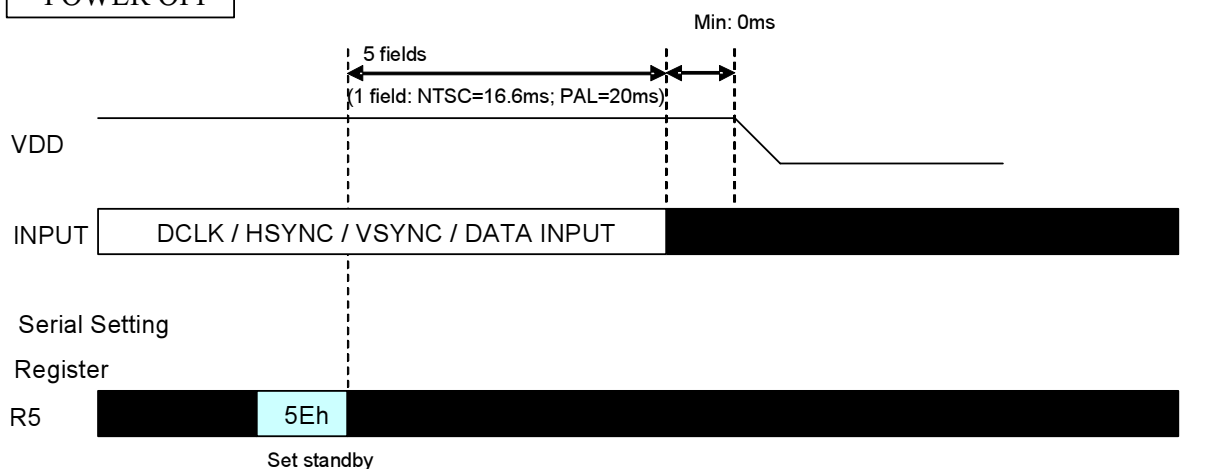 POWER OFF
Min: 0ms
5 fields
(1 field: NTSC=16.6ms; PAL=20ms)
VDD
INPUT
DCLK / HSYNC / VSYNC / DATA INPUT
Serial Setting
Register
R5
5Eh
Set standby